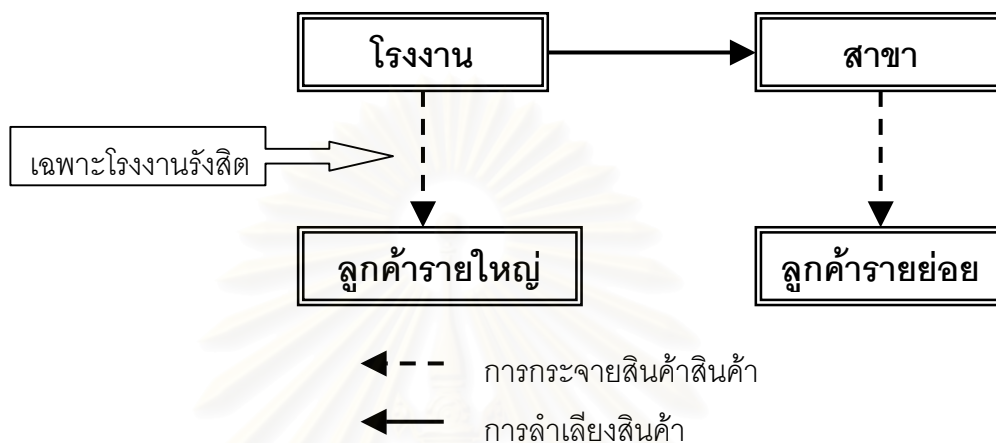 โรงงาน
สาขา
เฉพาะโรงงานรังสิต
ลูกค้ารายใหญ่
ลูกค้ารายย่อย
การกระจายสินค้าสินค้า
การลำเลียงสินค้า